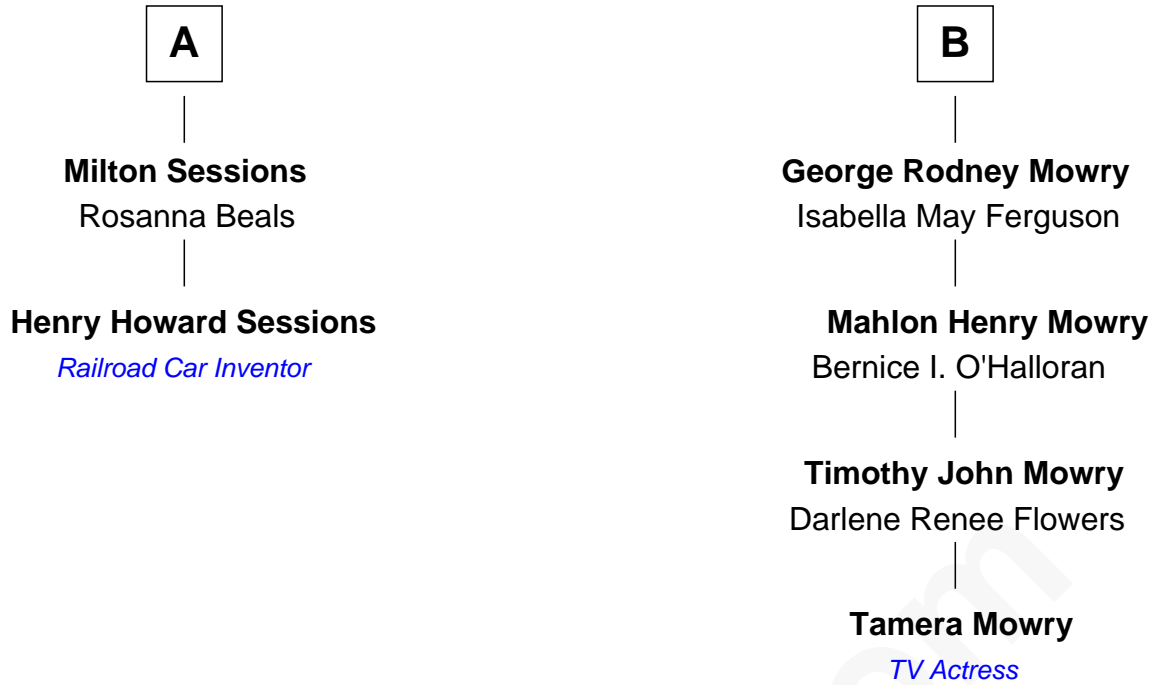 A
Milton Sessions
Rosanna Beals
Henry Howard Sessions
Railroad Car Inventor
B
George Rodney Mowry
Isabella May Ferguson
Mahlon Henry Mowry
Bernice I. O'Halloran
Timothy John Mowry
Darlene Renee Flowers
Tamera Mowry
TV Actress